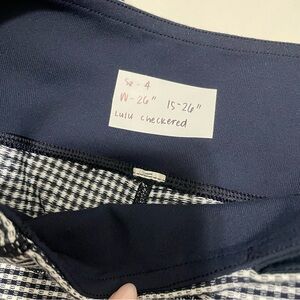 Sz - 4
W - 26" IS - 26"
Lulu checkered